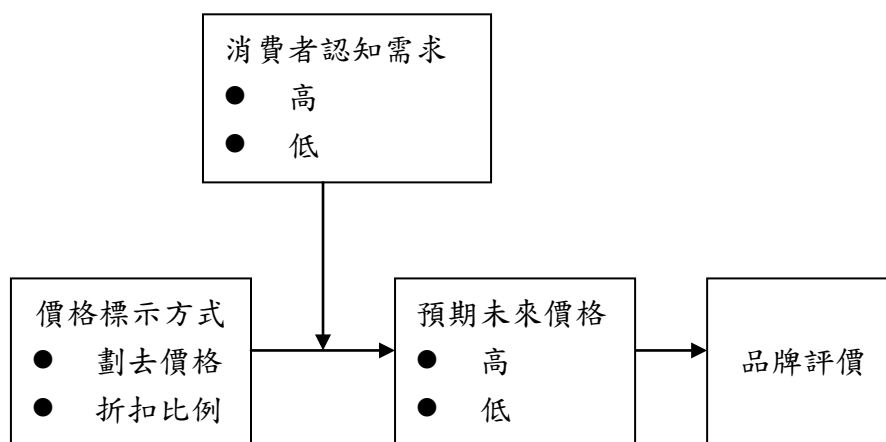 消費者認知需求
● 高
● 低
價格標示方式
● 劃去價格
● 折扣比例
預期未來價格
● 高
● 低
品牌評價